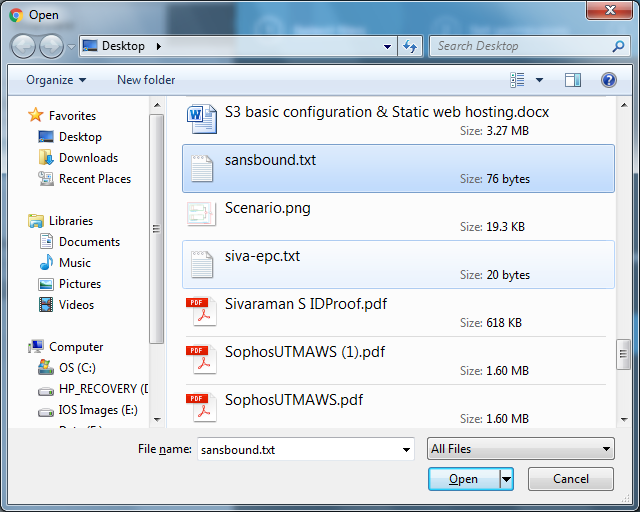 Open
Desktop
Search Desktop
Organize
New folder
Favorites
Desktop
Downloads
Recent Places
Libraries
Documents
Music
Pictures
Videos
Computer
OS (C:)
HP_RECOVERY (D
IOS Images (E:)
S3 basic configuration & Static web hosting.docx
Size: 3.27 MB
sansbound.txt
Size: 76 bytes
Scenario.png
Size: 19.3 KB
siva-epc.txt
Size: 20 bytes
PDF
Sivaraman S IDProof.pdf
Size: 618 KB
PDF
SophosUTMAWS (1).pdf
Size: 1.60 MB
PDF
SophosUTMAWS.pdf
Size: 1.60 MB
File name: sansbound.txt
All Files
Open
Cancel